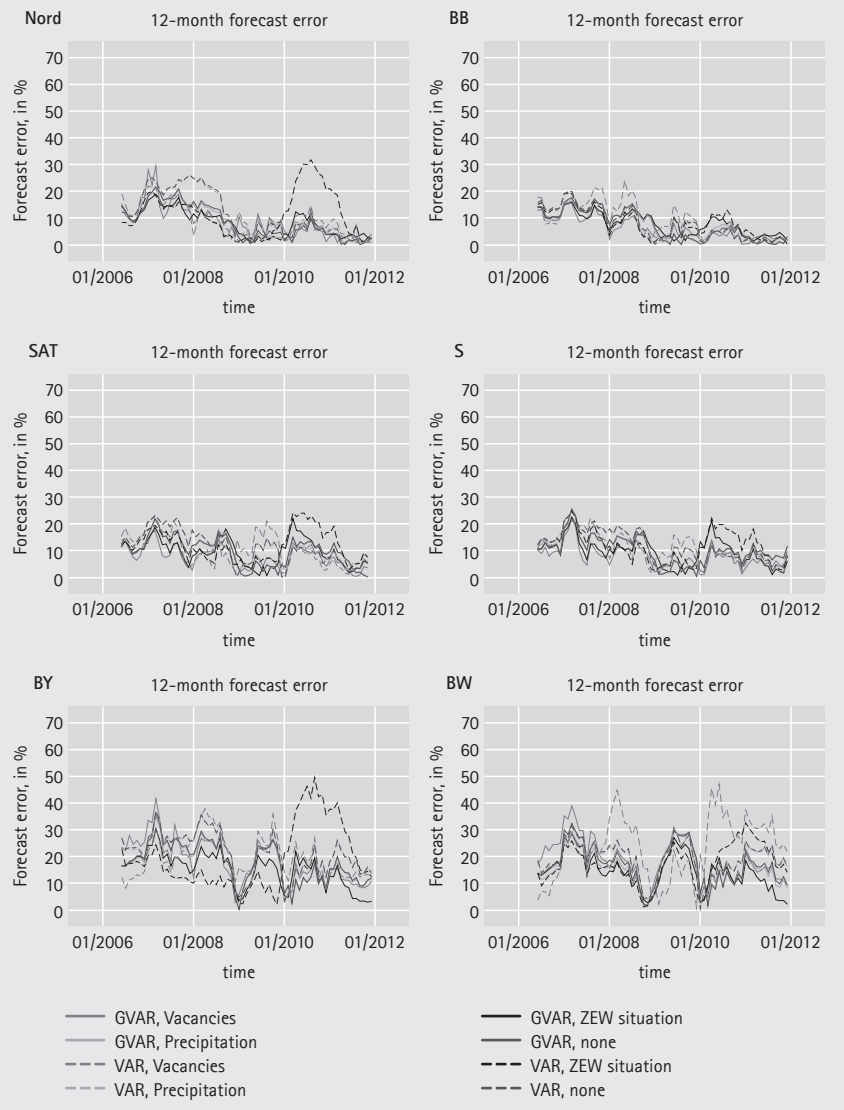 Nord 12-month forecast error
Forecast error, in %
70
60
50
40
30
20
10
0
01/2006 01/2008 01/2010 01/2012
time
BB 12-month forecast error
Forecast error, in %
70
60
50
40
30
20
10
0
01/2006 01/2008 01/2010 01/2012
time
SAT 12-month forecast error
Forecast error, in %
70
60
50
40
30
20
10
0
01/2006 01/2008 01/2010 01/2012
time
S 12-month forecast error
Forecast error, in %
70
60
50
40
30
20
10
0
01/2006 01/2008 01/2010 01/2012
time
BY 12-month forecast error
Forecast error, in %
70
60
50
40
30
20
10
0
01/2006 01/2008 01/2010 01/2012
time
BW 12-month forecast error
Forecast error, in %
70
60
50
40
30
20
10
0
01/2006 01/2008 01/2010 01/2012
time
GVAR, Vacancies
GVAR, Precipitation
VAR, Vacancies
VAR, Precipitation
GVAR, ZEW situation
GVAR, none
VAR, ZEW situation
VAR, none